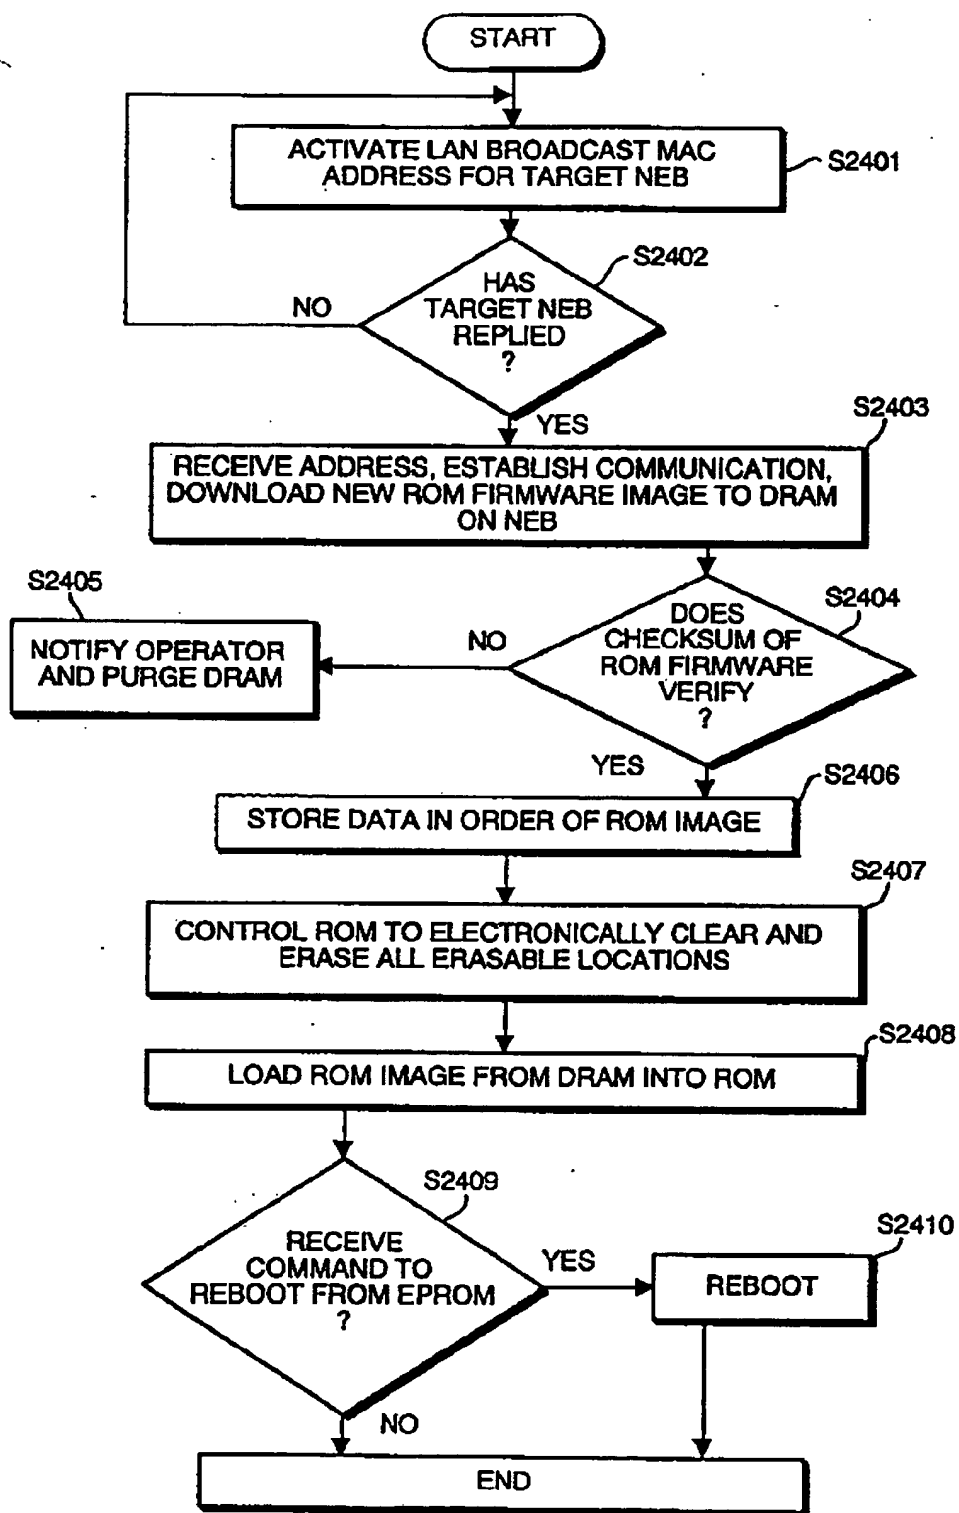 START
ACTIVATE LAN BROADCAST MAC
ADDRESS FOR TARGET NEB
S2401
S2402
HAS
TARGET NEB
REPLIED
?
NO
YES
S2403
RECEIVE ADDRESS, ESTABLISH COMMUNICATION,
DOWNLOAD NEW ROM FIRMWARE IMAGE TO DRAM
ON NEB
S2405
NOTIFY OPERATOR
AND PURGE DRAM
NO
S2404
DOES
CHECKSUM OF
ROM FIRMWARE
VERIFY
?
YES
S2406
STORE DATA IN ORDER OF ROM IMAGE
S2407
CONTROL ROM TO ELECTRONICALLY CLEAR AND
ERASE ALL ERASABLE LOCATIONS
S2408
LOAD ROM IMAGE FROM DRAM INTO ROM
S2409
RECEIVE
COMMAND TO
REBOOT FROM EPROM
?
YES
S2410
REBOOT
NO
END